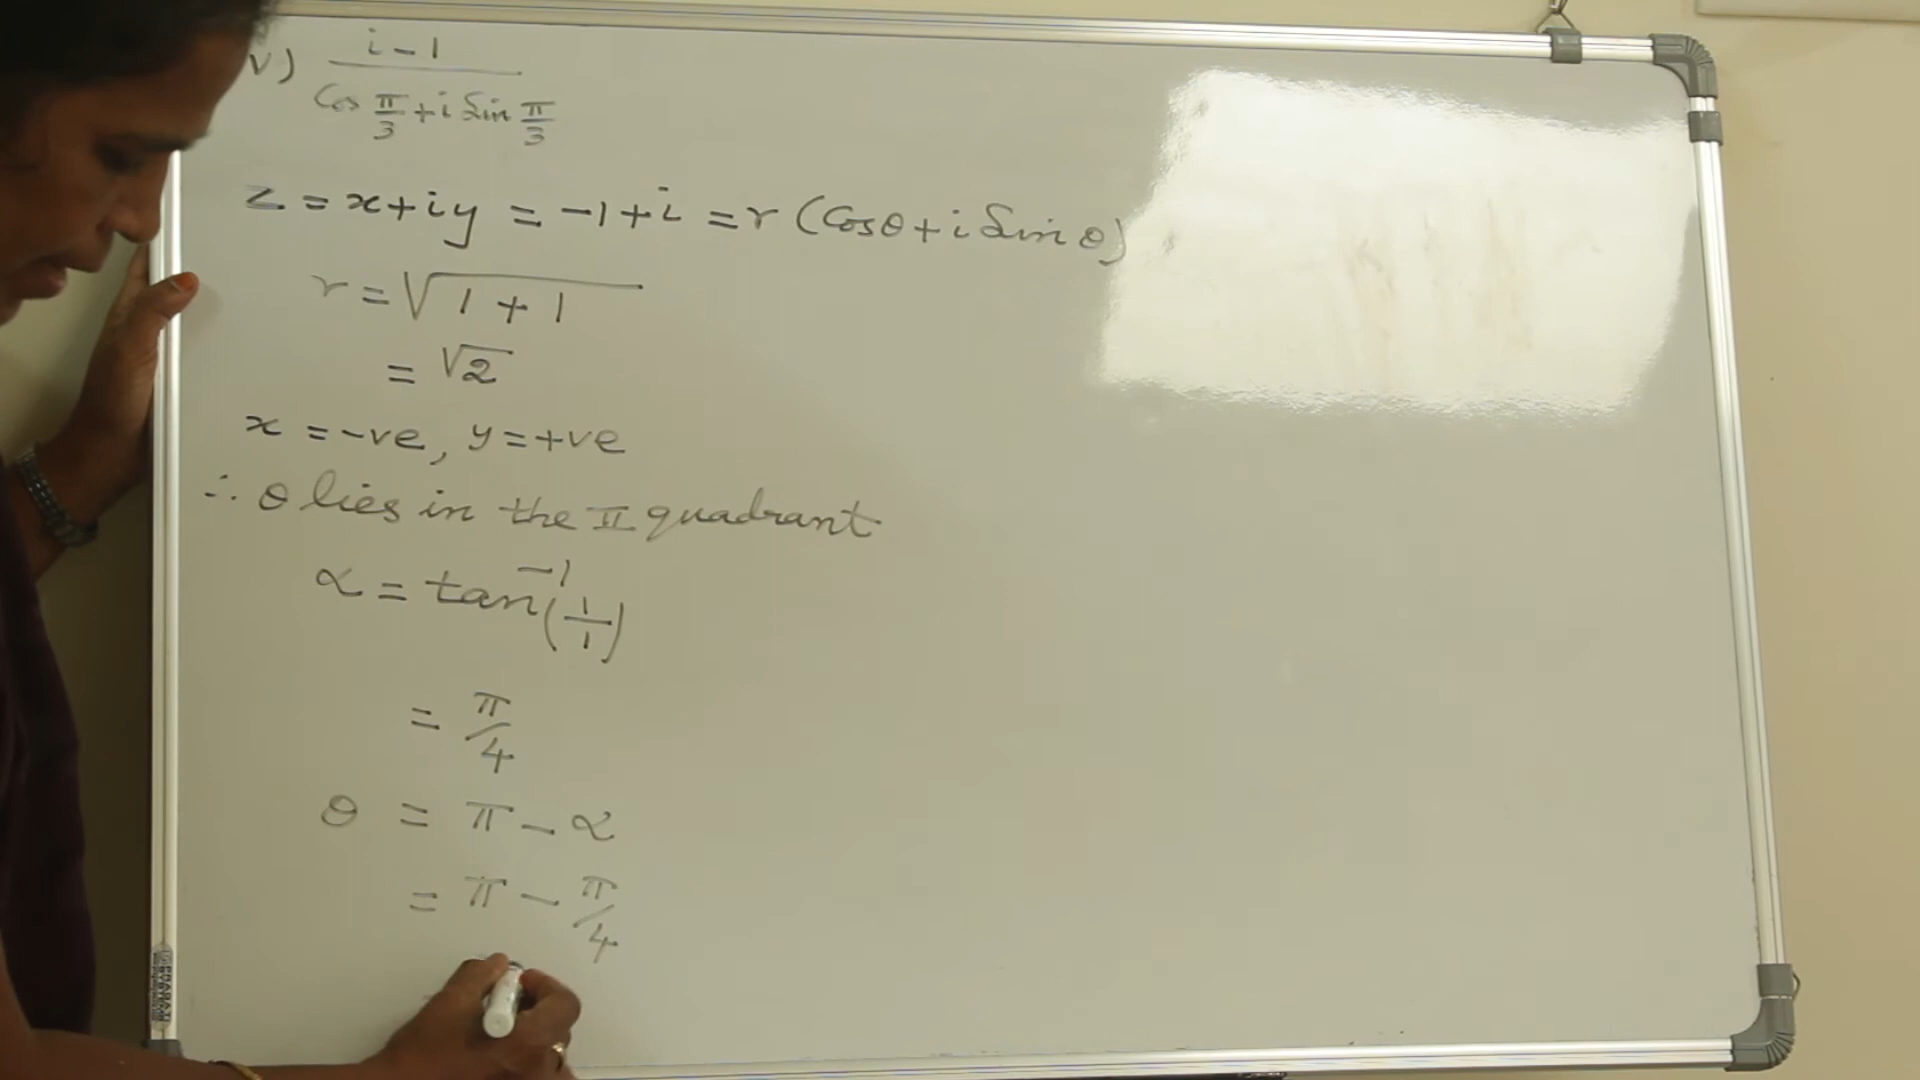 v) i-1 / Cos π/3 + i Sin π/3
z = x+iy = -1+i = r (Cosθ + i Sin θ)
r = √1+1
= √2
x = -ve, y = +ve
∴ θ lies in the II quadrant
α = tan⁻¹(1/1)
= π/4
θ = π - α
= π - π/4